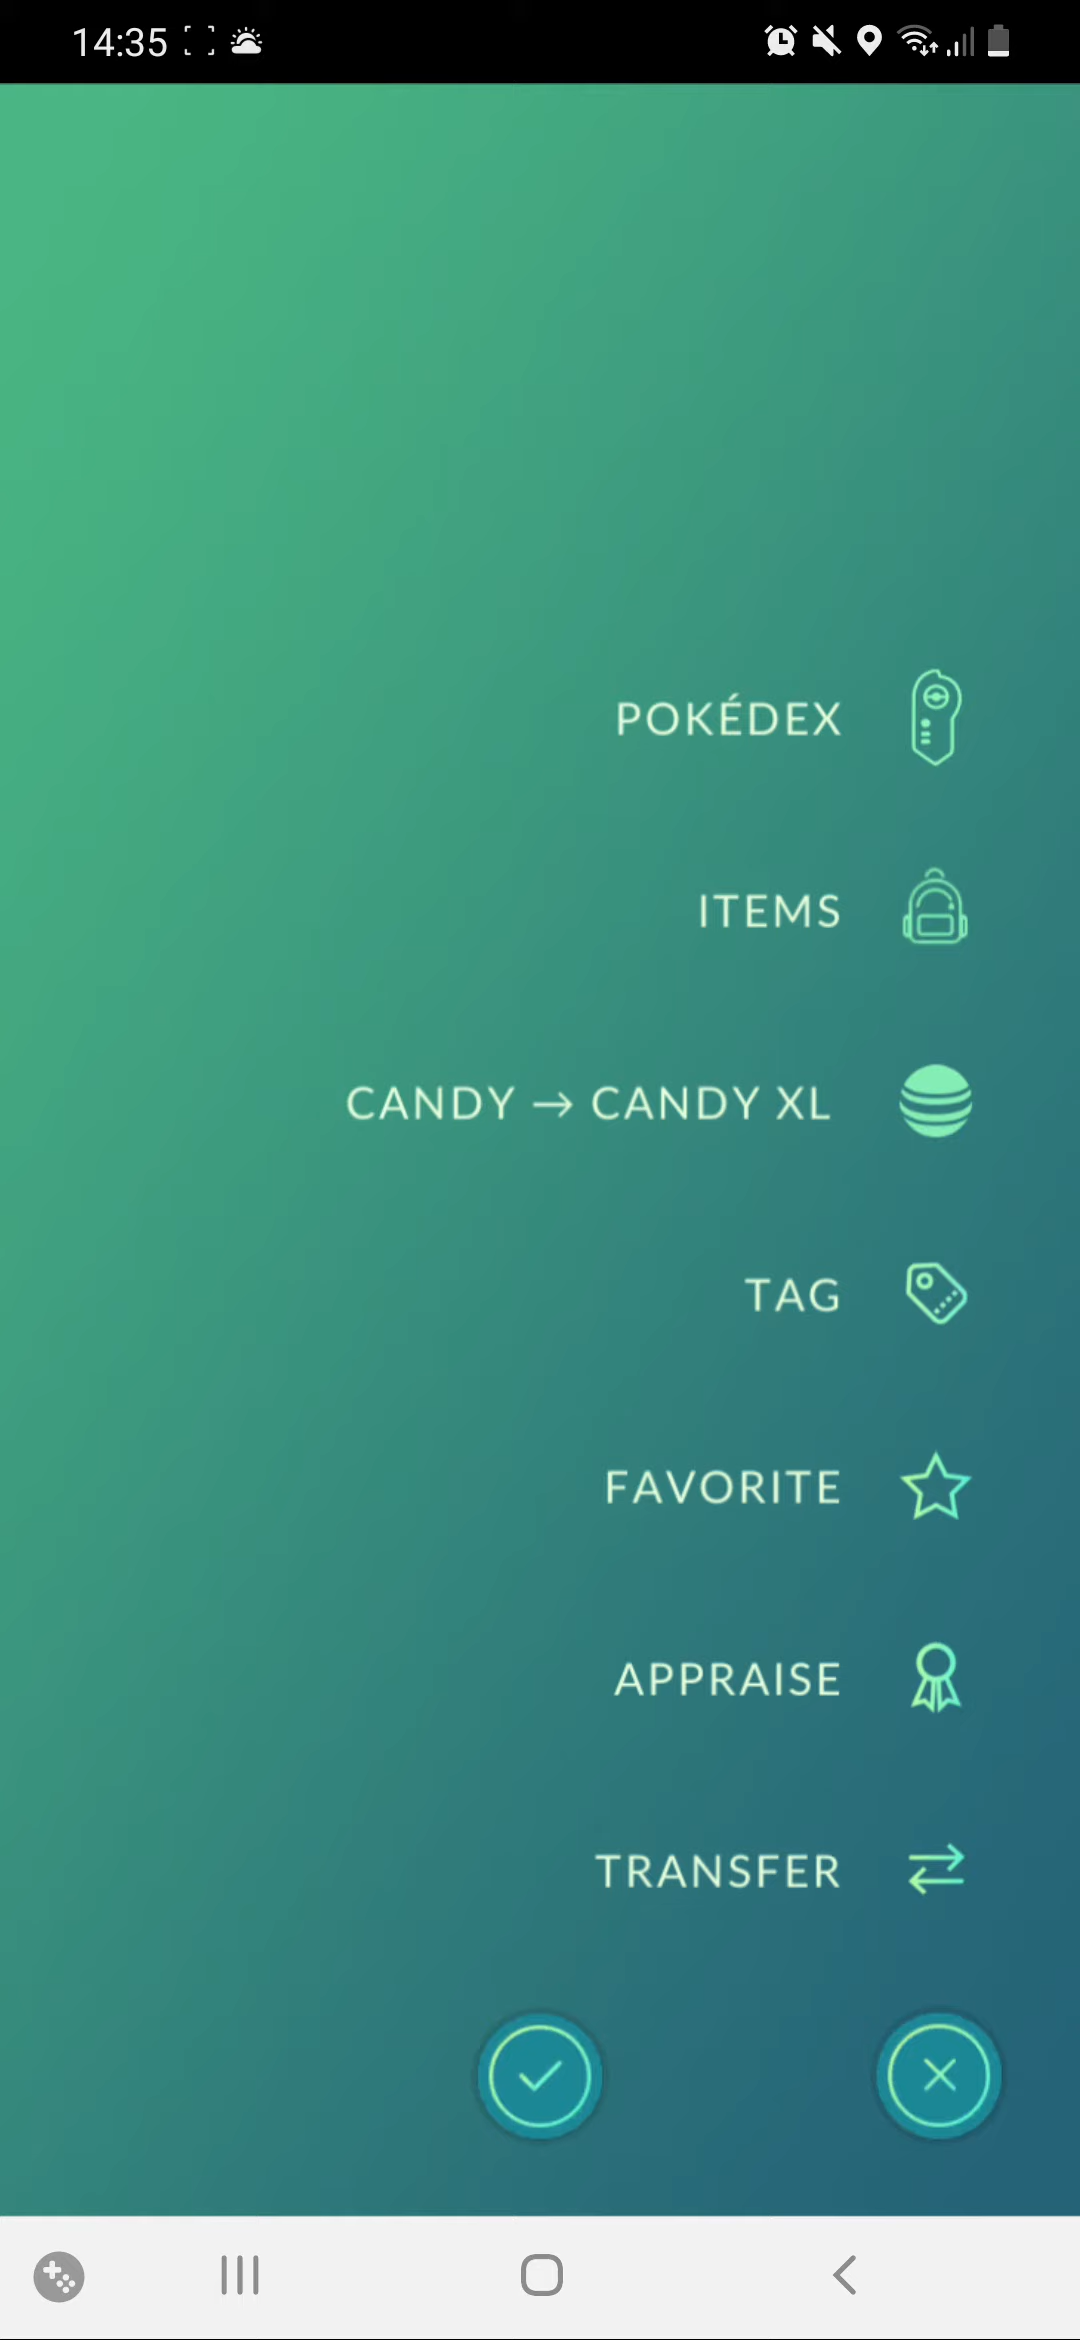 14:35
POKÉDEX
ITEMS
CANDY → CANDY XL
TAG
FAVORITE
APPRAISE
TRANSFER